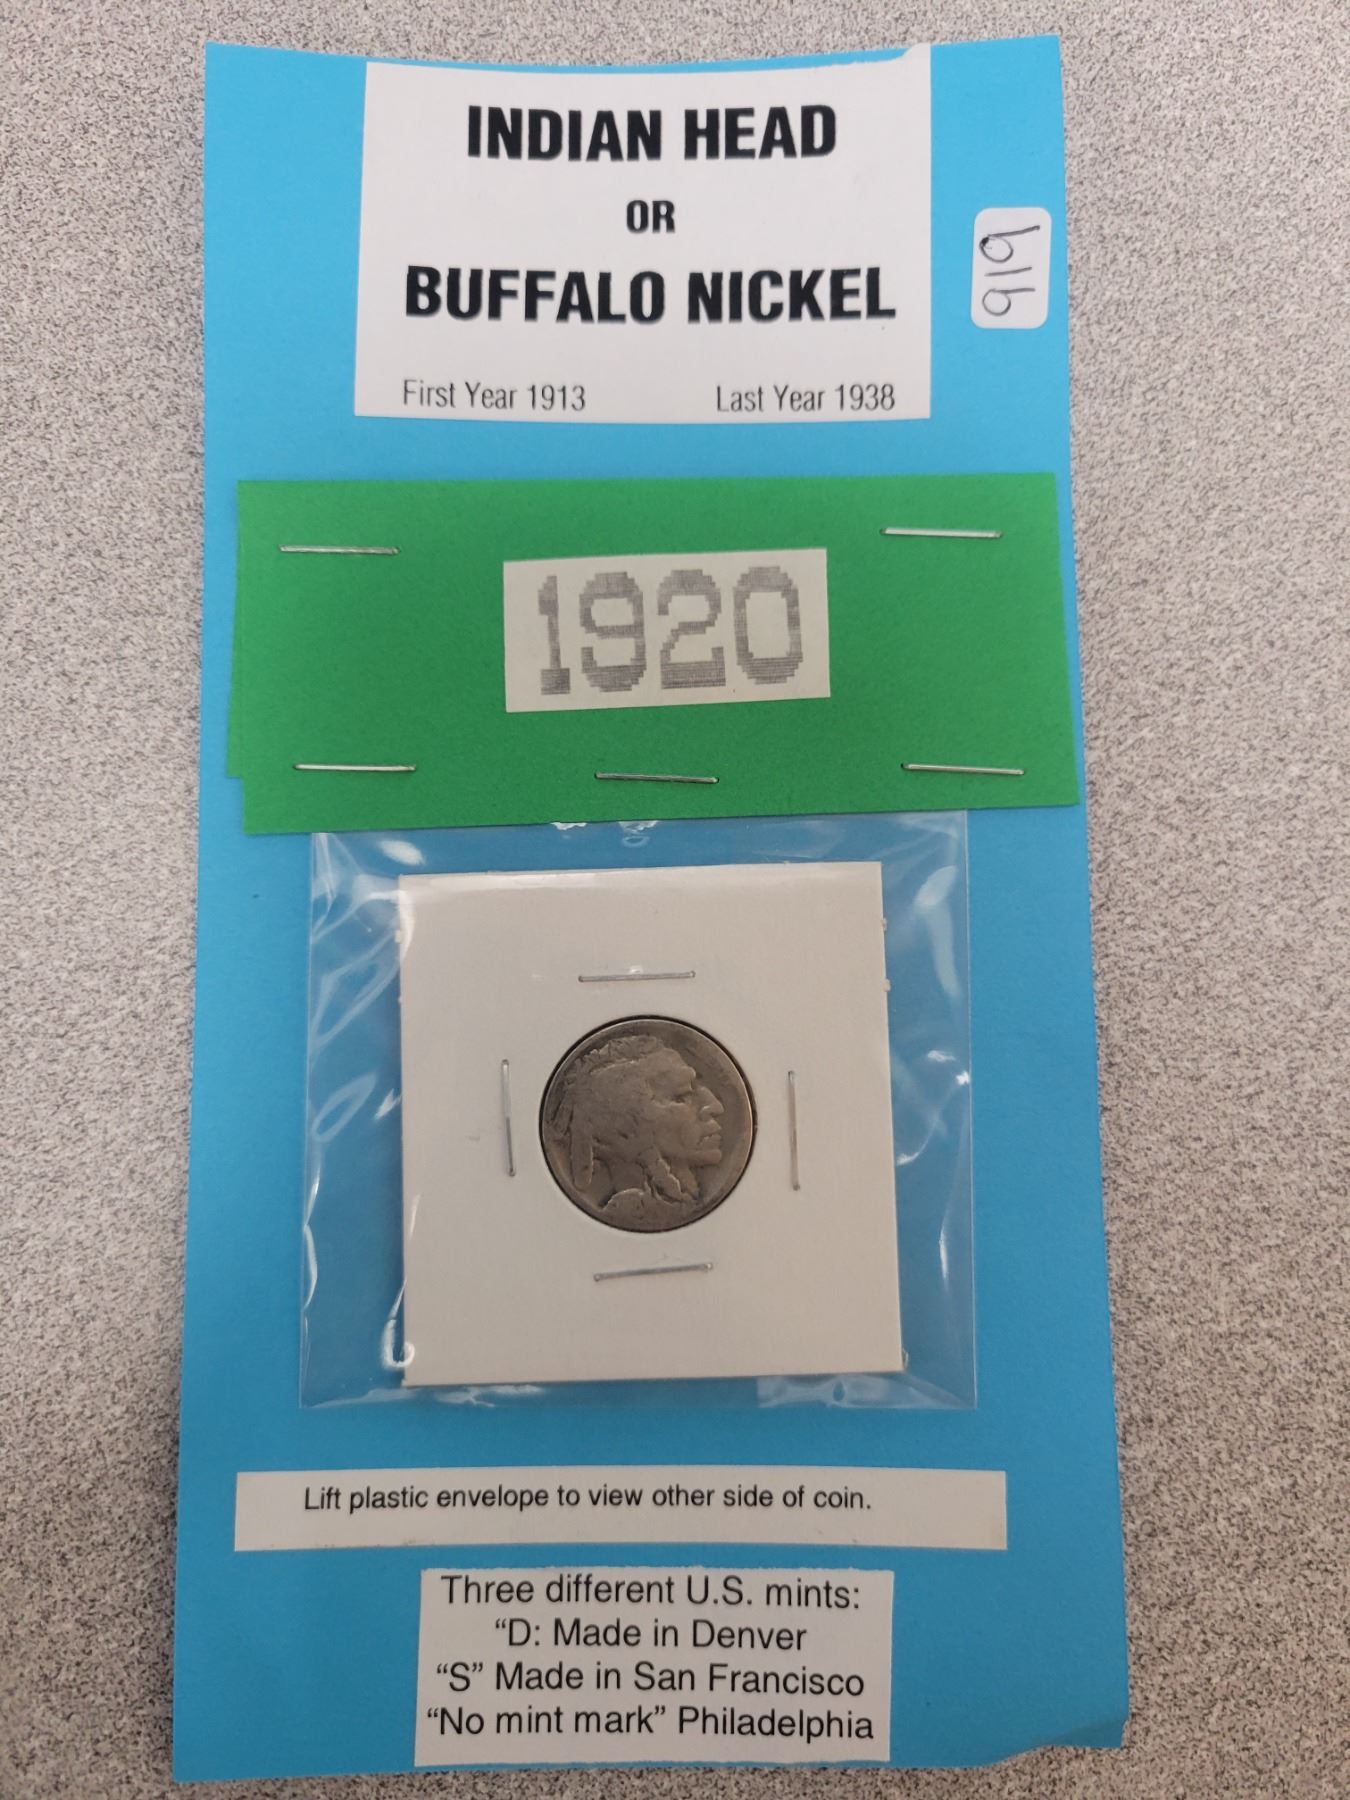 INDIAN HEAD
OR
BUFFALO NICKEL
First Year 1913 Last Year 1938
919
1920
Lift plastic envelope to view other side of coin.
Three different U.S. mints:
“D: Made in Denver
“S” Made in San Francisco
“No mint mark” Philadelphia